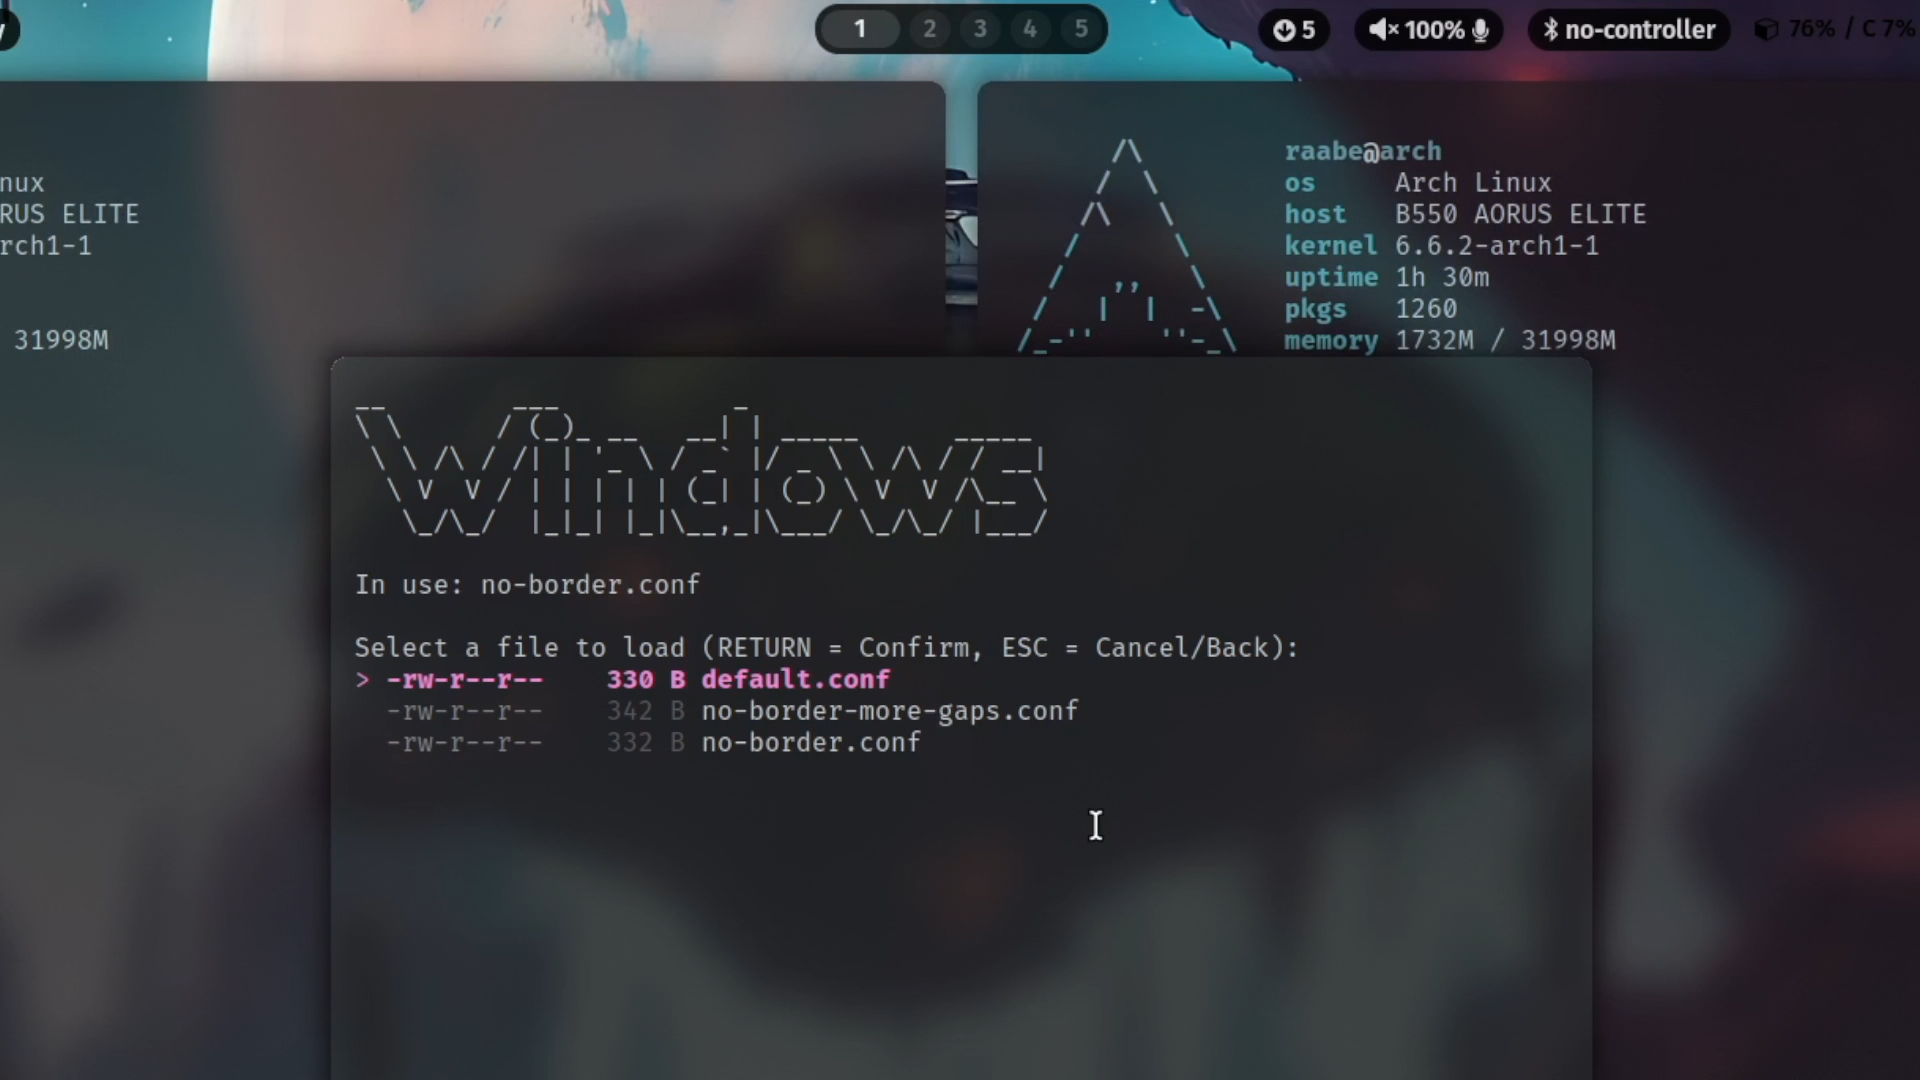 1 2 3 4 5
5
100%
no-controller
76% / C 7%
nux
RUS ELITE
rch1-1
31998M
raabe@arch
os Arch Linux
host B550 AORUS ELITE
kernel 6.6.2-arch1-1
uptime 1h 30m
pkgs 1260
memory 1732M / 31998M
Windows
In use: no-border.conf
Select a file to load (RETURN = Confirm, ESC = Cancel/Back):
> -rw-r--r-- 330 B default.conf
-rw-r--r-- 342 B no-border-more-gaps.conf
-rw-r--r-- 332 B no-border.conf